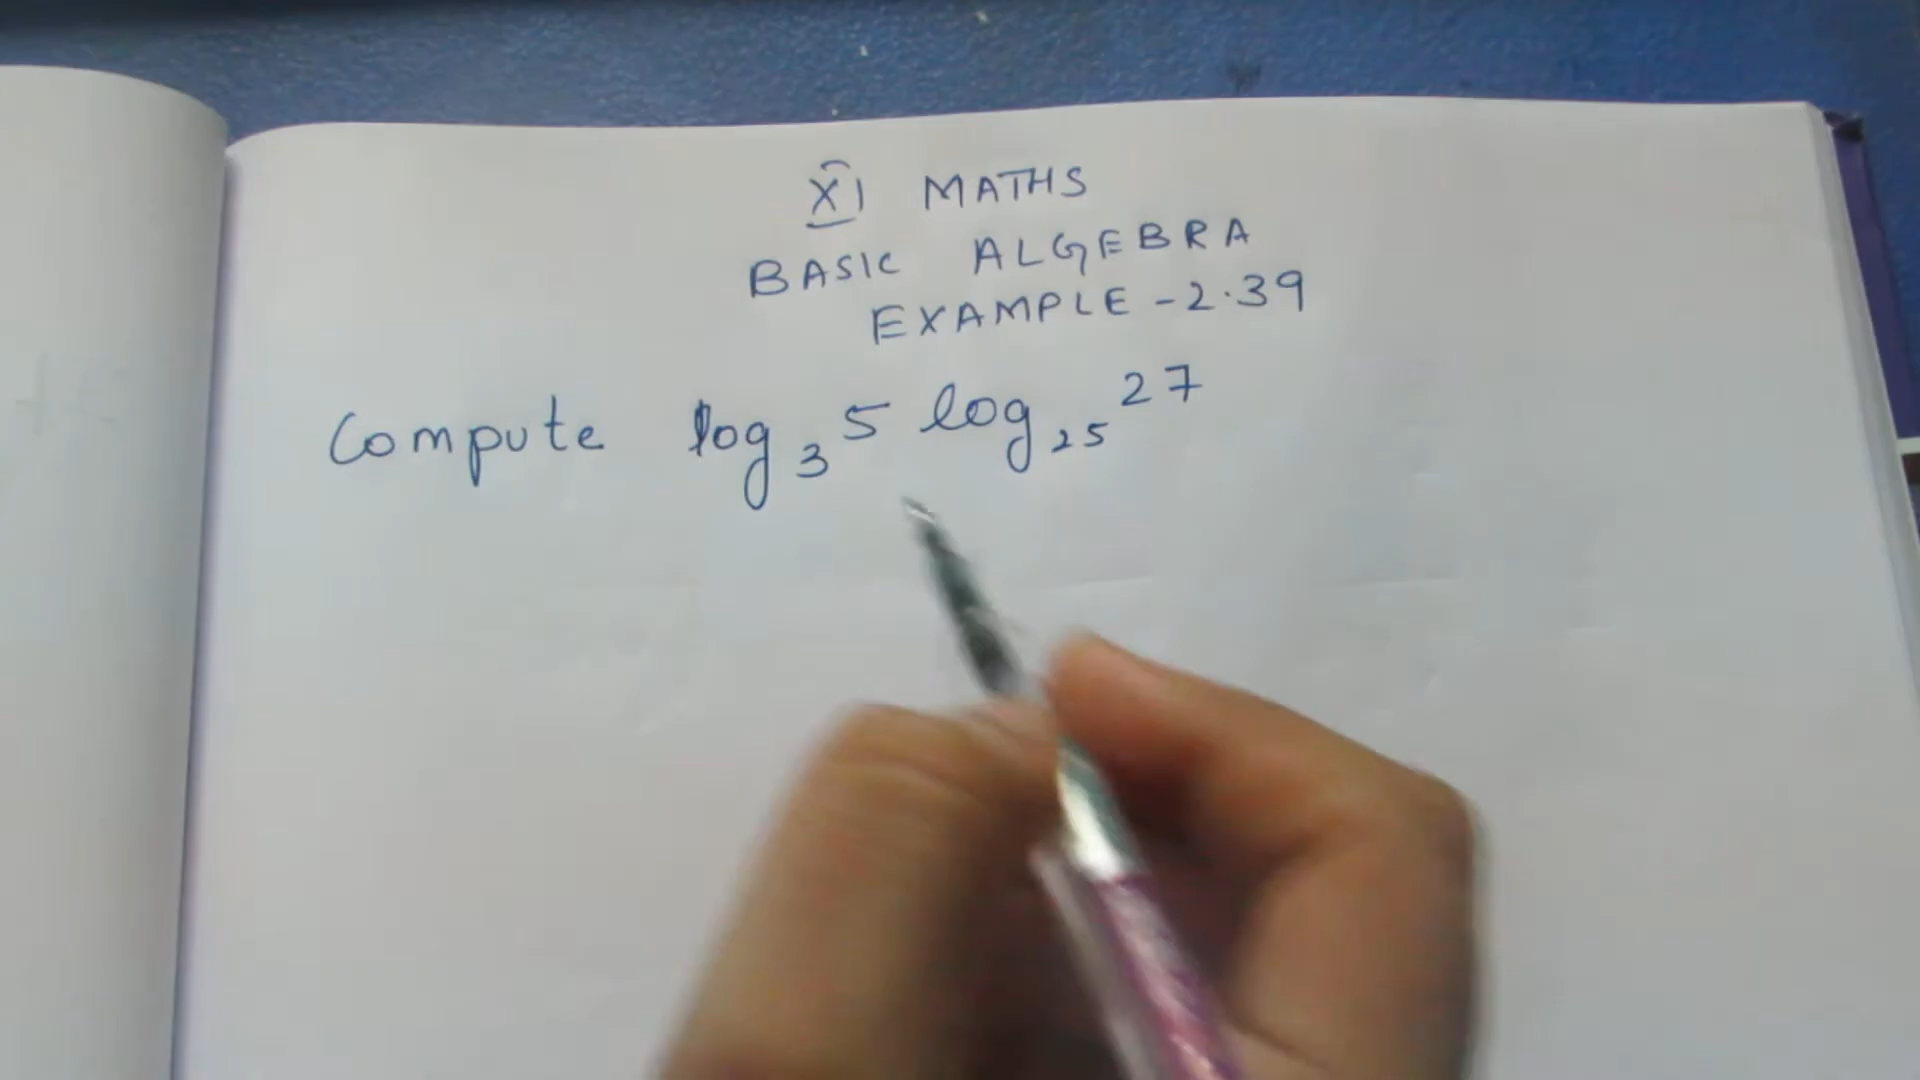 XI MATHS
BASIC ALGEBRA
EXAMPLE - 2.39
Compute log₃ 5 log₂₅ 27